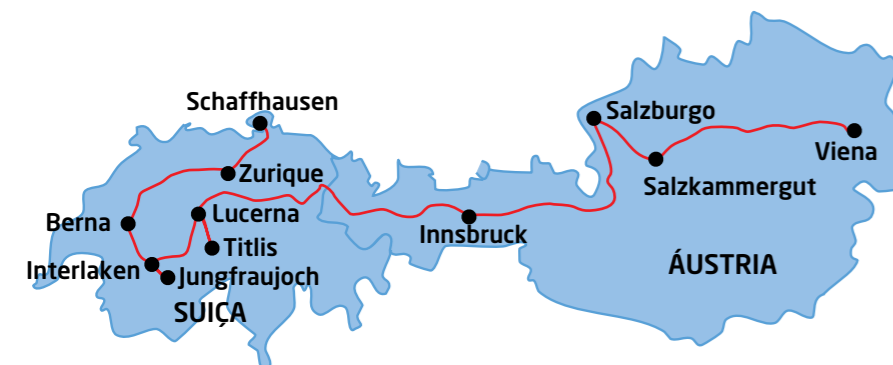 Schaffhausen
Salzburgo
Viena
Zurique
Salzkammergut
Lucerna
Berna
Innsbruck
Titlis
Interlaken
Jungfraujoch
ÁUSTRIA
SUIÇA